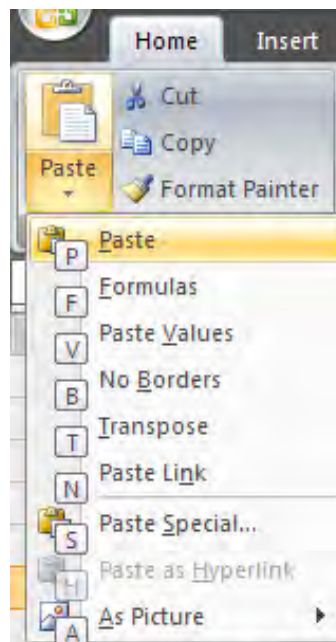 Home Insert
Cut
Copy
Paste
Format Painter
P Paste
F Formulas
V Paste Values
B No Borders
T Transpose
N Paste Link
S Paste Special...
H Paste as Hyperlink
A As Picture